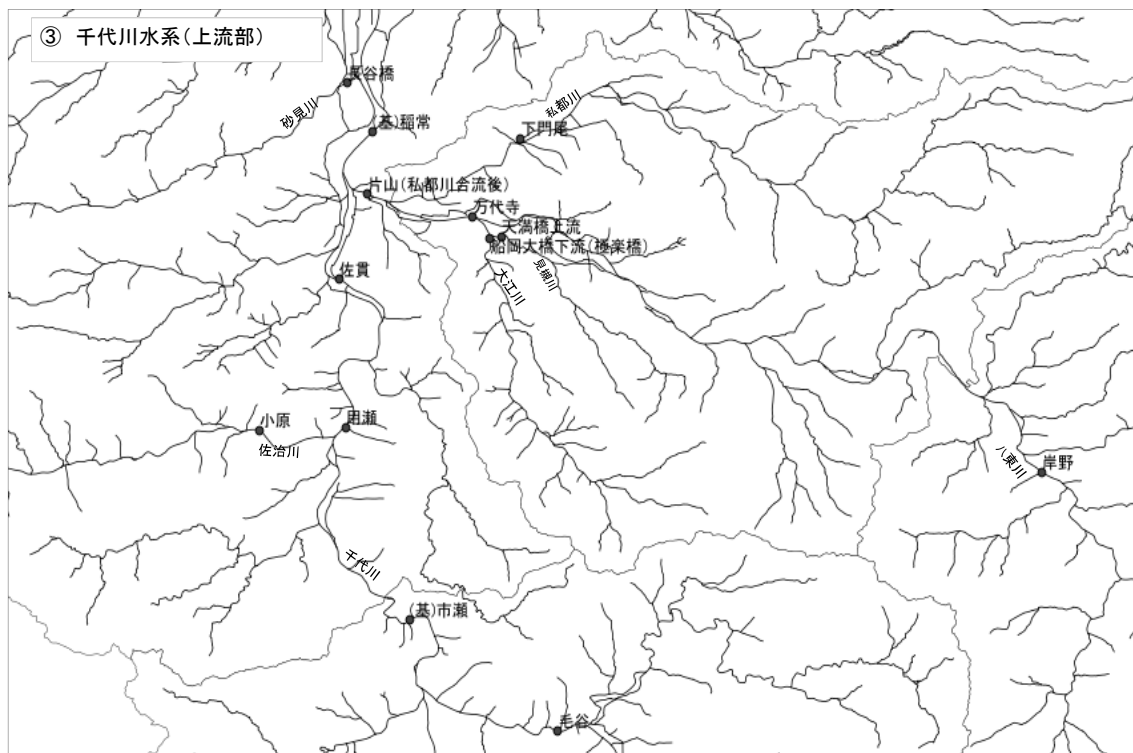 ③ 千代川水系(上流部)
長谷橋
砂見川
(基)稲常
私都川
下門尾
片山(私都川合流後)
万代寺
天満橋上流
船岡大橋下流(極楽橋)
佐貫
大江川
見槻川
小原
用瀬
佐治川
八東川
岸野
千代川
(基)市瀬
毛谷